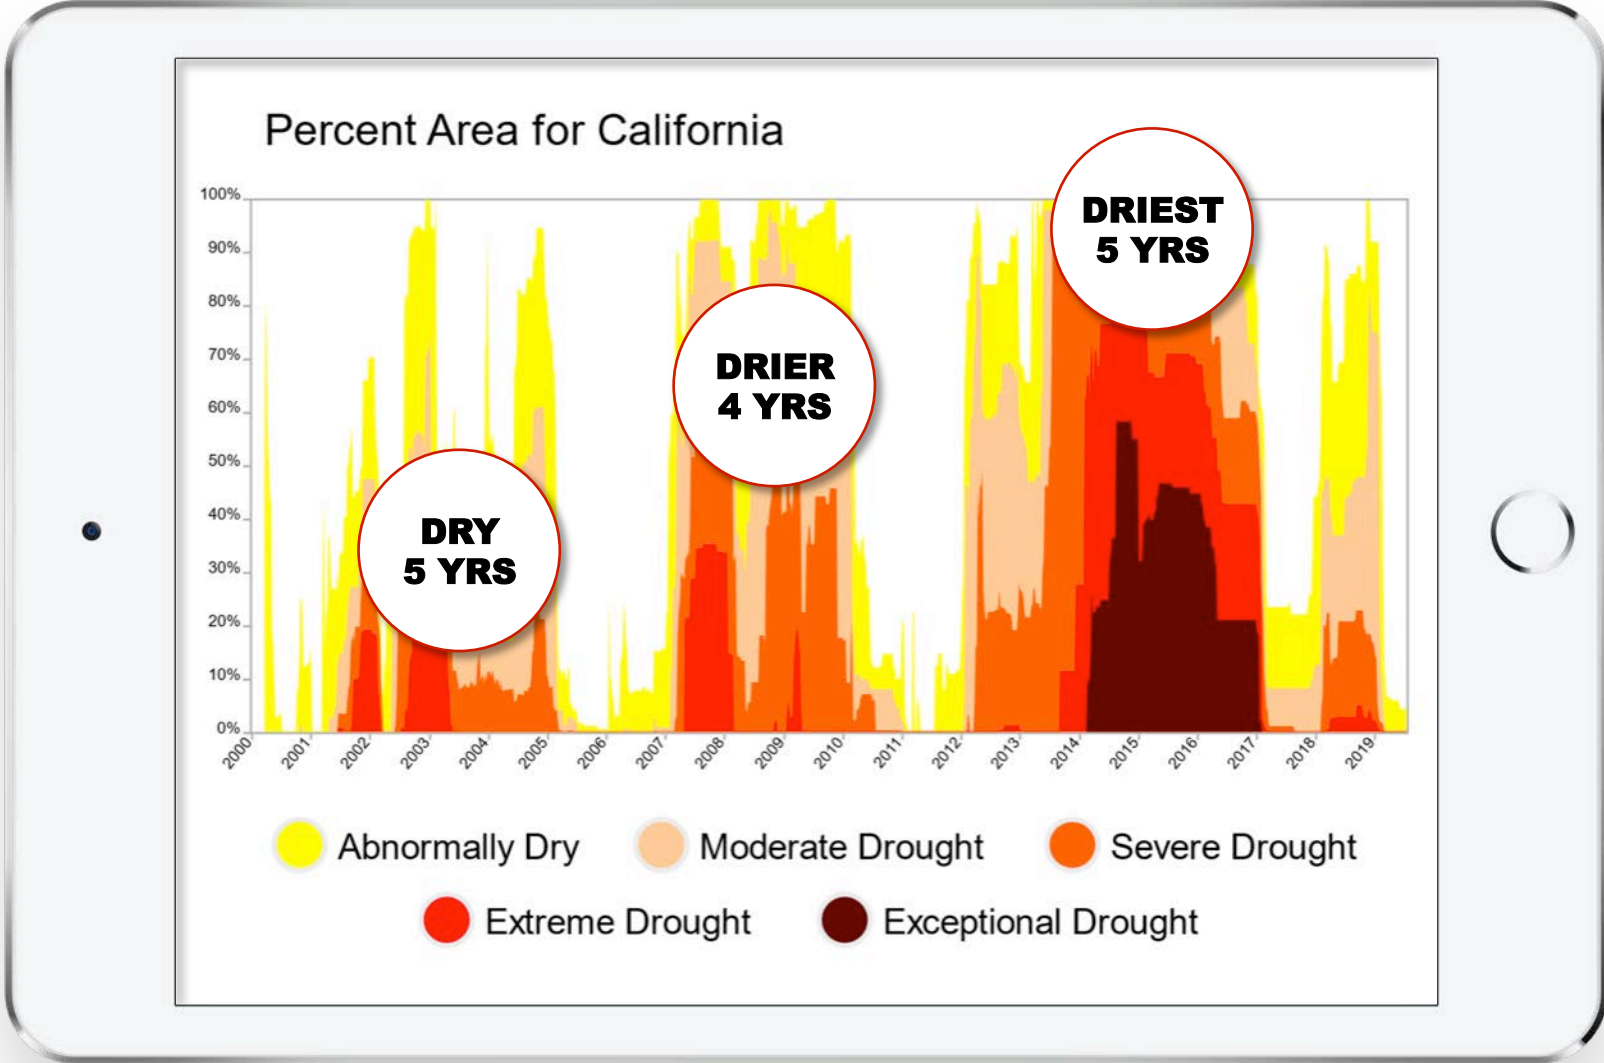 Percent Area for California
DRIEST
5 YRS
DRIER
4 YRS
DRY
5 YRS
100%
90%
80%
70%
60%
50%
40%
30%
20%
10%
0%
2000
2001
2002
2003
2004
2005
2006
2007
2008
2009
2010
2011
2012
2013
2014
2015
2016
2017
2018
2019
Abnormally Dry
Moderate Drought
Severe Drought
Extreme Drought
Exceptional Drought